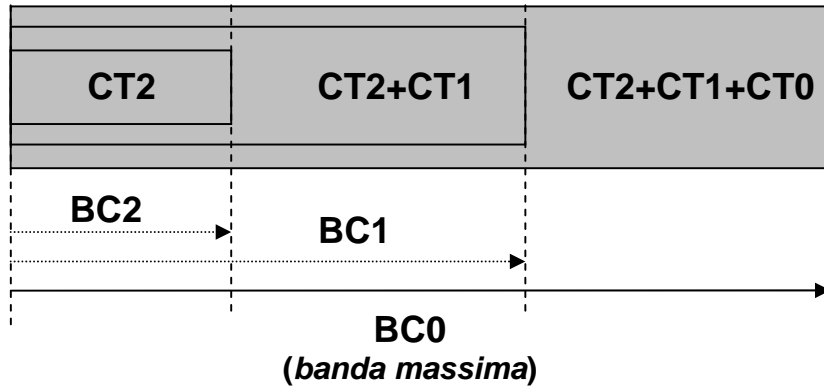 CT2
CT2+CT1
CT2+CT1+CT0
BC2
BC1
BC0
(banda massima)